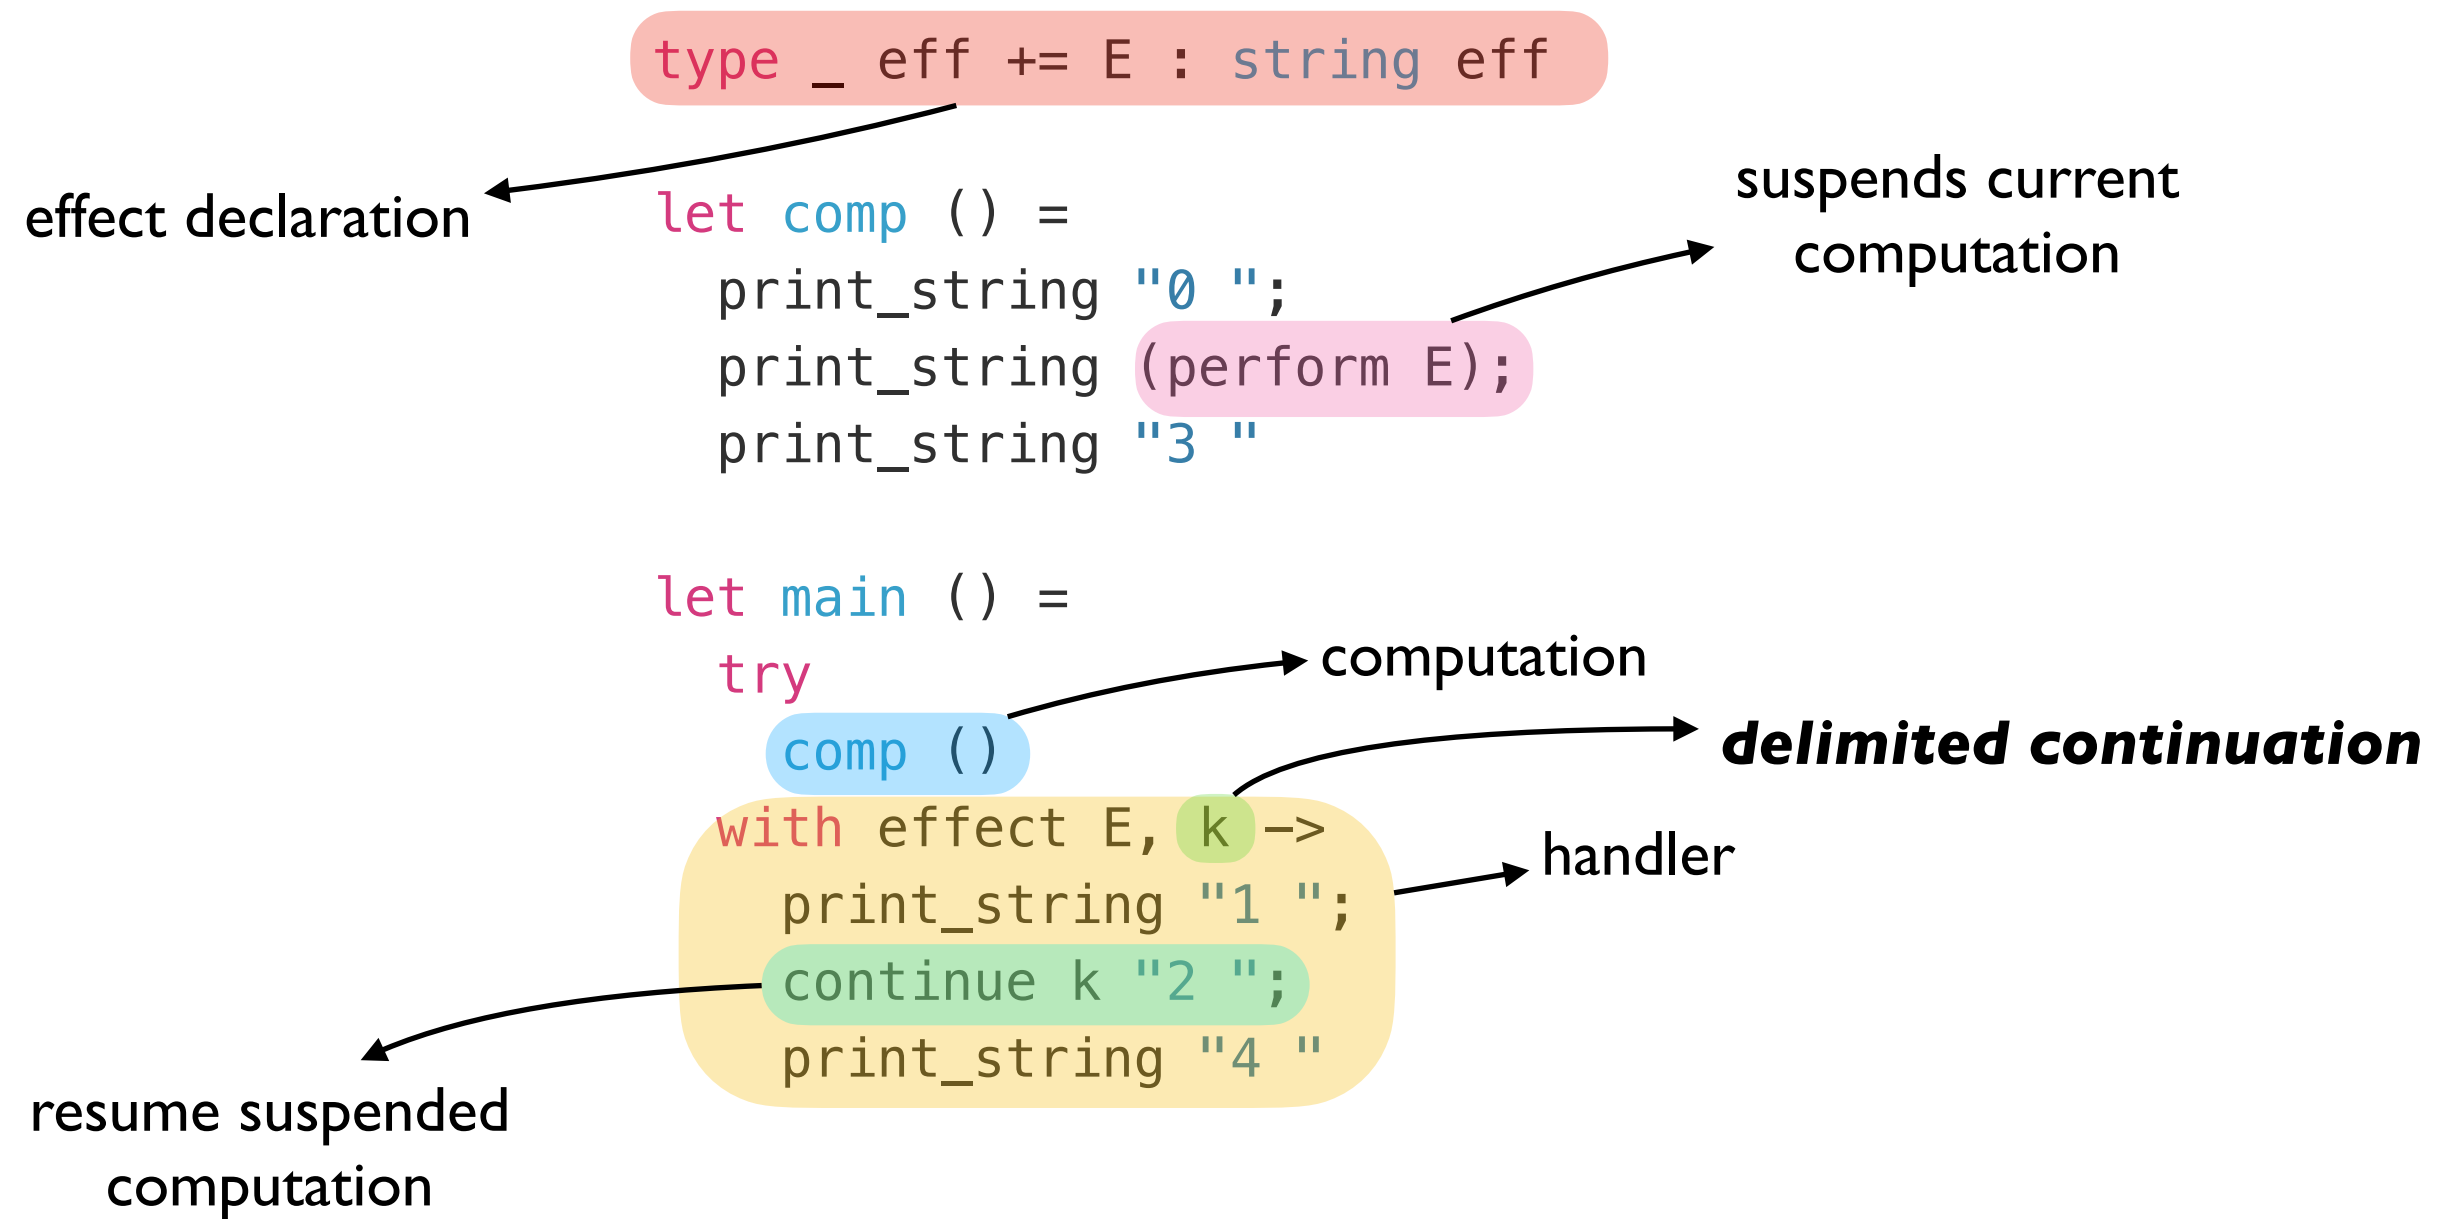 type _ eff += E : string eff
effect declaration
let comp () =
print_string "0 ";
print_string (perform E);
print_string "3 "
suspends current
computation
let main () =
try
comp ()
computation
with effect E, k ->
delimited continuation
print_string "1 ";
handler
continue k "2 ";
print_string "4 "
resume suspended
computation